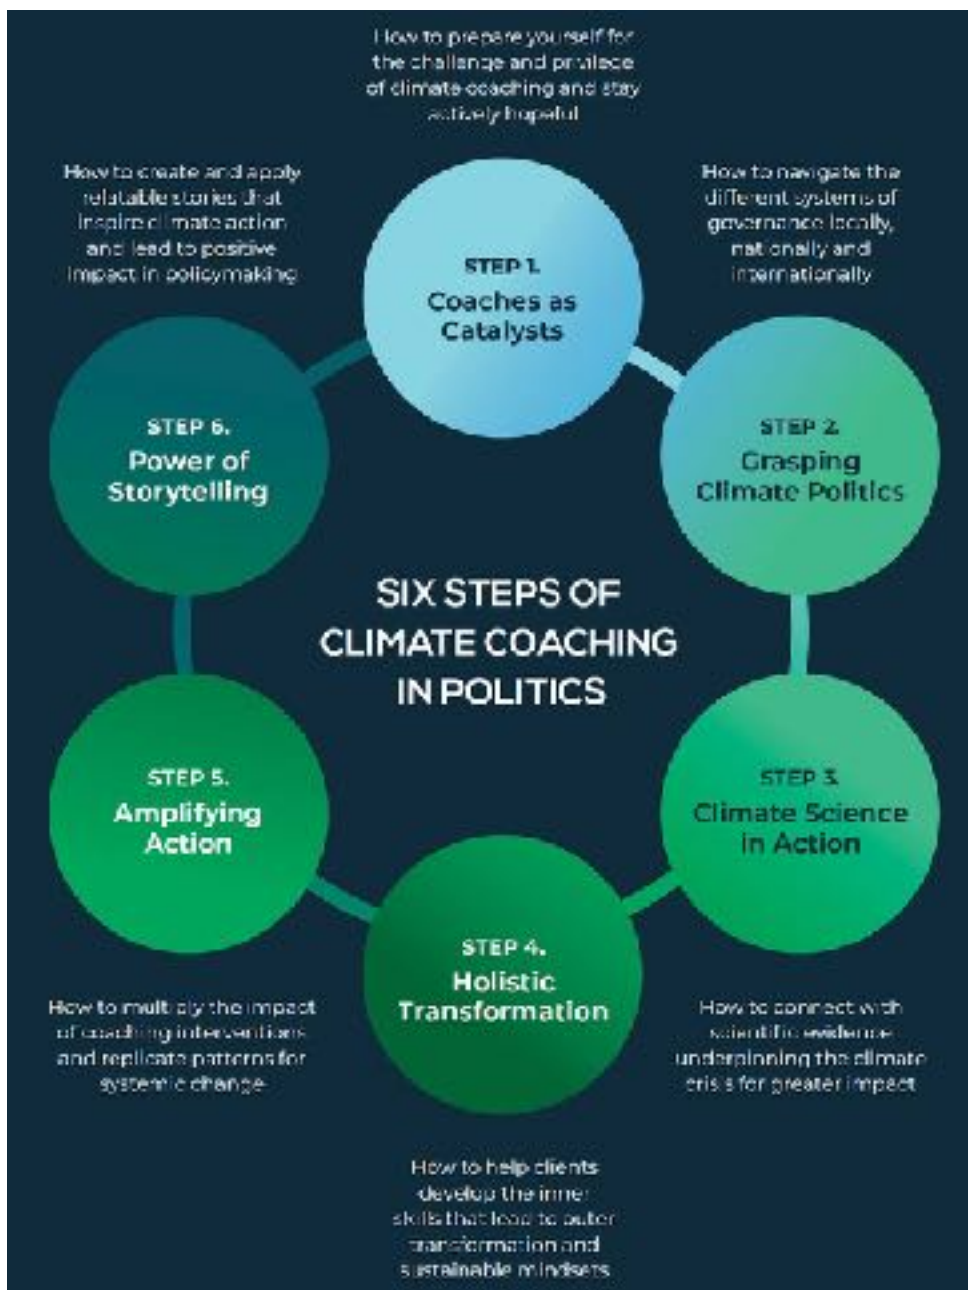 How to prepare yourself for
the challenge and privilege
of climate coaching and stay
actively hopeful
STEP 1.
Coaches as
Catalysts
How to navigate the
different systems of
governance locally,
nationally and
internationally
STEP 2.
Grasping
Climate Politics
STEP 3.
Climate Science
in Action
How to connect with
scientific evidence
underpinning the climate
crisis for greater impact
STEP 4.
Holistic
Transformation
How to help clients
develop the inner
skills that lead to outer
transformation and
sustainable mindsets
STEP 5.
Amplifying
Action
How to multiply the impact
of coaching interventions
and replicate patterns for
systemic change
How to create and apply
relatable stories that
inspire climate action
and lead to positive
impact in policymaking
STEP 6.
Power of
Storytelling
SIX STEPS OF
CLIMATE COACHING
IN POLITICS